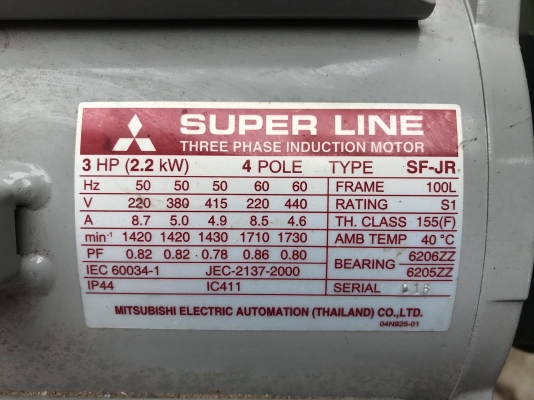 SUPER LINE
THREE PHASE INDUCTION MOTOR
3 HP (2.2 kW) 4 POLE TYPE SF-JR
Hz 50 50 50 60 60 FRAME 100L
V 220 380 415 220 440 RATING S1
A 8.7 5.0 4.9 8.5 4.6 TH. CLASS 155(F)
min-1 1420 1420 1430 1710 1730 AMB TEMP 40 °C
PF 0.82 0.82 0.78 0.86 0.80 BEARING 6206ZZ
6205ZZ
IEC 60034-1 JEC-2137-2000
IP44 IC411 SERIAL
MITSUBISHI ELECTRIC AUTOMATION (THAILAND) CO.,LTD.
04N925-01